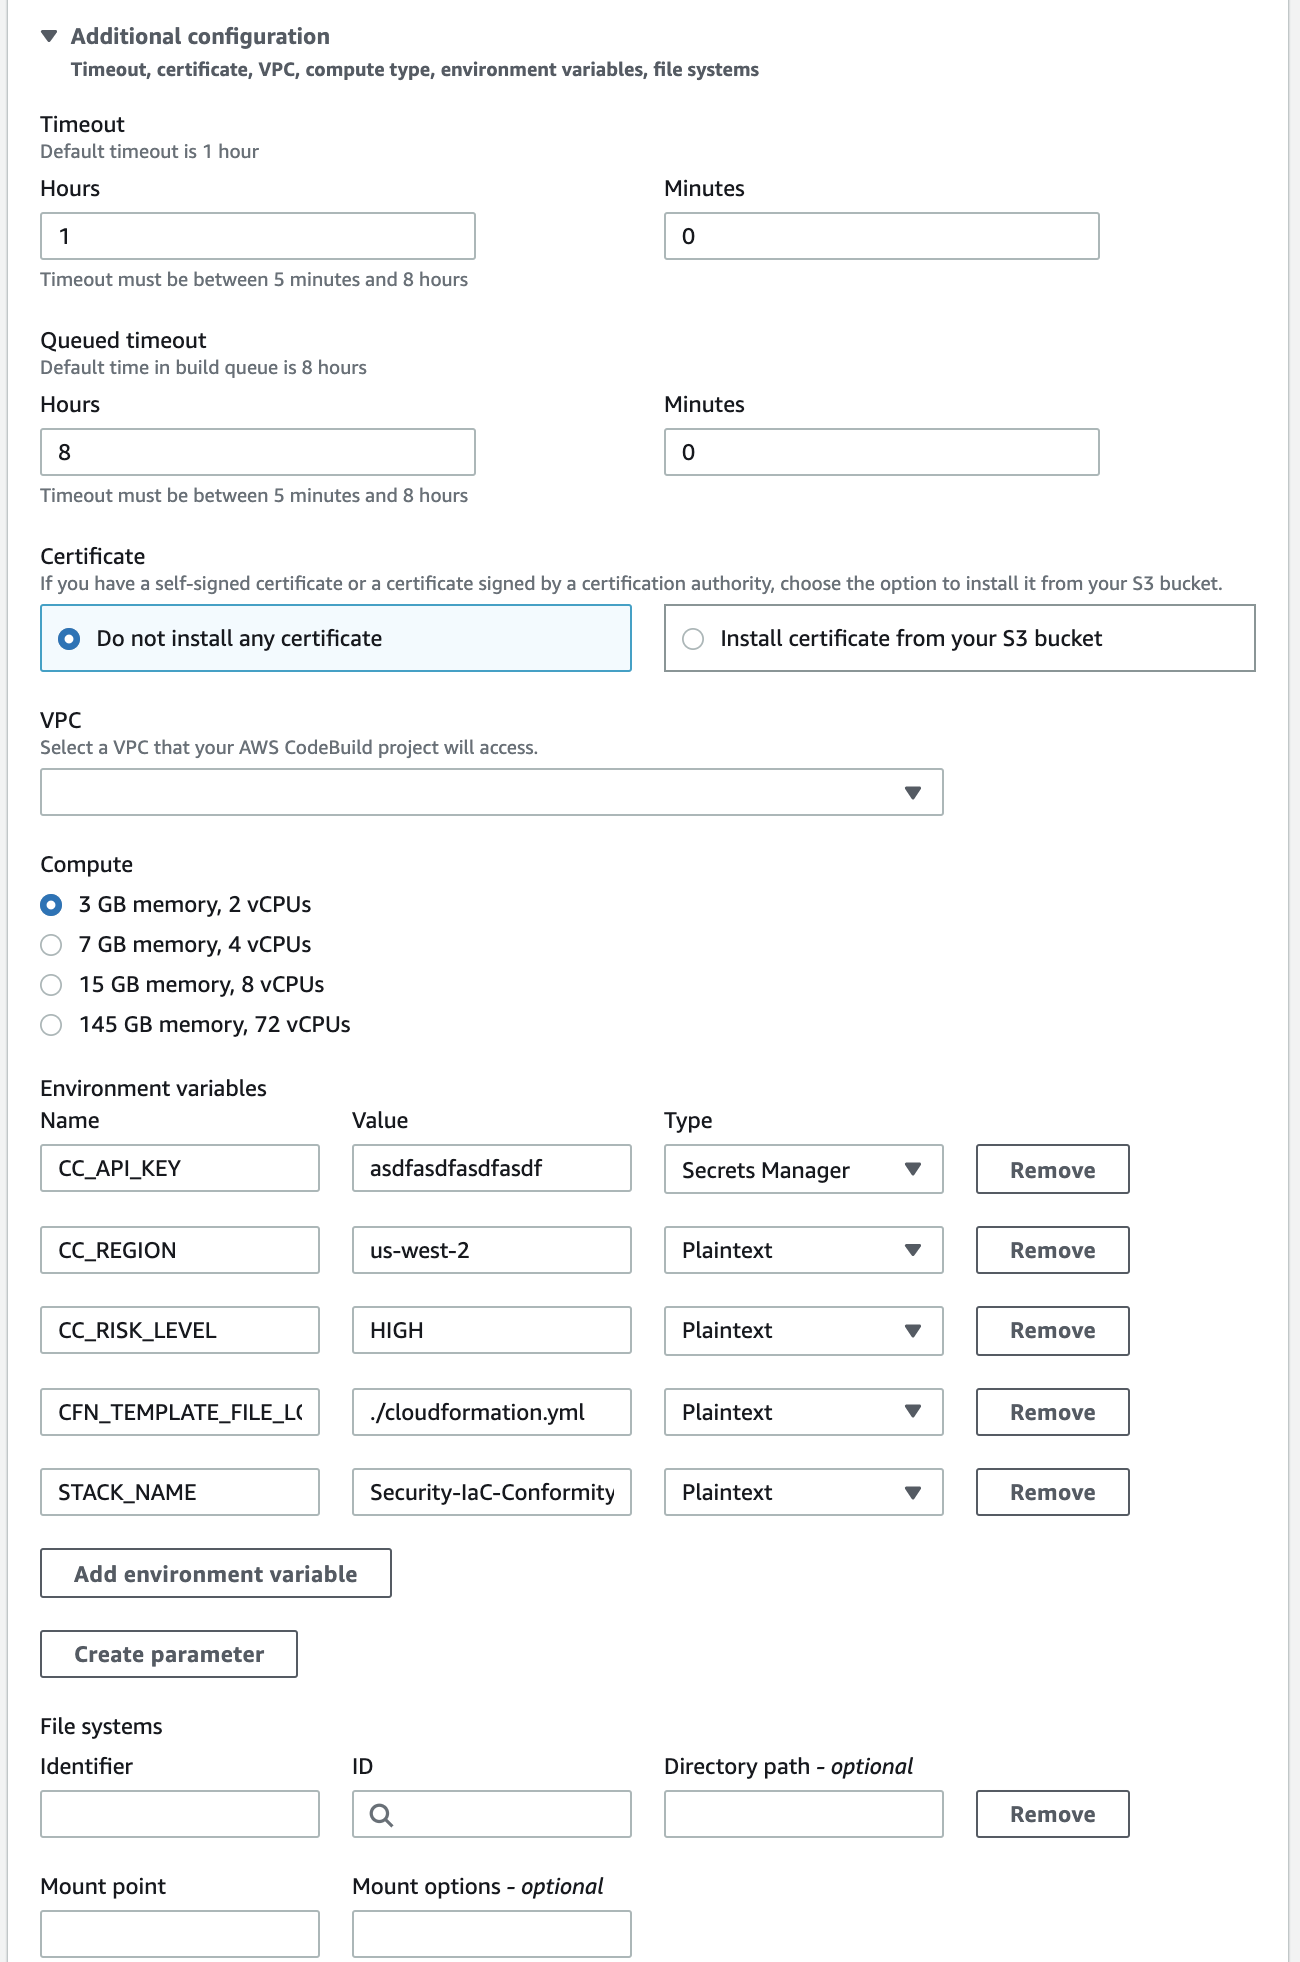 Additional configuration
Timeout, certificate, VPC, compute type, environment variables, file systems
Timeout
Default timeout is 1 hour
Hours Minutes
1 0
Timeout must be between 5 minutes and 8 hours
Queued timeout
Default time in build queue is 8 hours
Hours Minutes
8 0
Timeout must be between 5 minutes and 8 hours
Certificate
If you have a self-signed certificate or a certificate signed by a certification authority, choose the option to install it from your S3 bucket.
Do not install any certificate Install certificate from your S3 bucket
VPC
Select a VPC that your AWS CodeBuild project will access.
Compute
3 GB memory, 2 vCPUs
7 GB memory, 4 vCPUs
15 GB memory, 8 vCPUs
145 GB memory, 72 vCPUs
Environment variables
Name Value Type
CC_API_KEY asdfasdfasdfasdf Secrets Manager Remove
CC_REGION us-west-2 Plaintext Remove
CC_RISK_LEVEL HIGH Plaintext Remove
CFN_TEMPLATE_FILE_LO ./cloudformation.yml Plaintext Remove
STACK_NAME Security-IaC-Conformity Plaintext Remove
Add environment variable
Create parameter
File systems
Identifier ID Directory path - optional
Remove
Mount point Mount options - optional